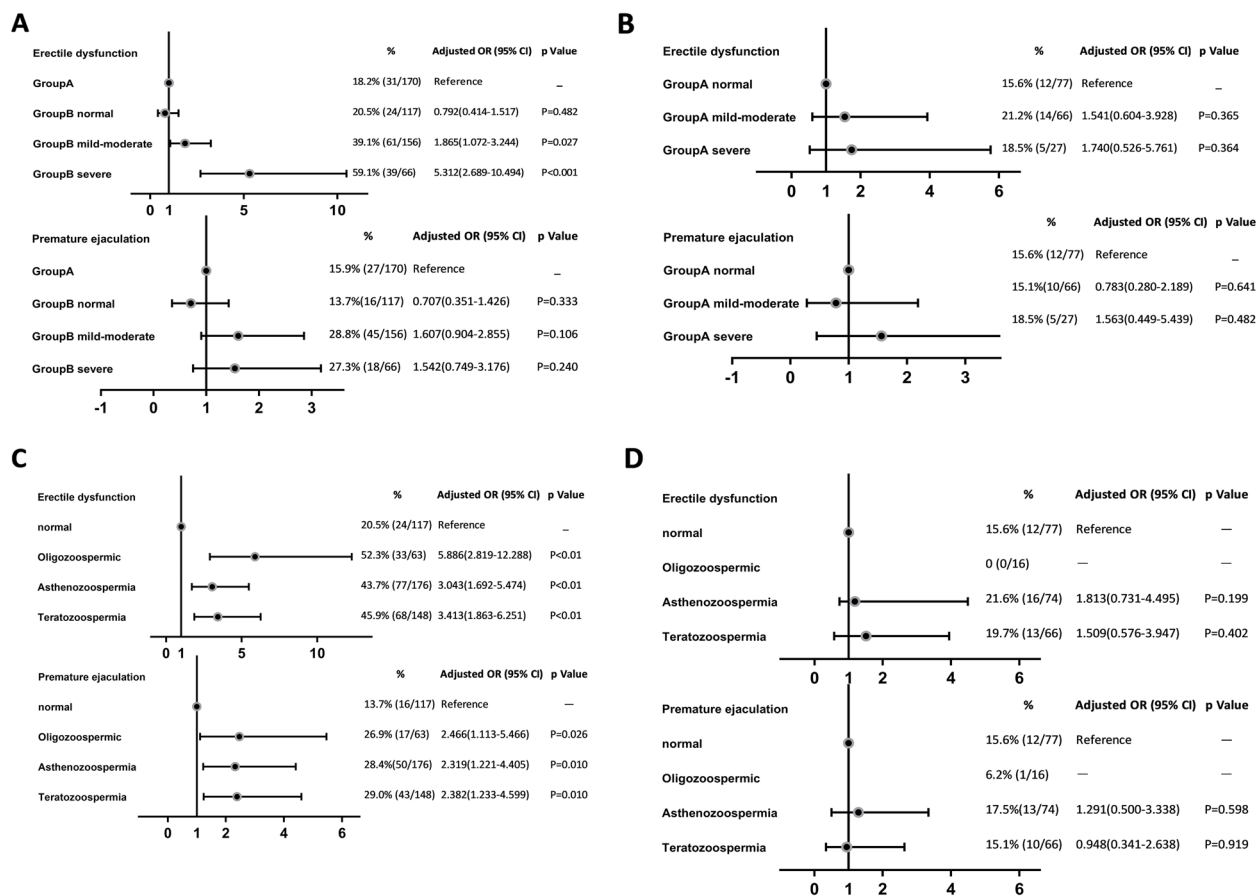 A
% Adjusted OR (95% CI) p Value
Erectile dysfunction
GroupA 18.2% (31/170) Reference _
GroupB normal 20.5% (24/117) 0.792(0.414-1.517) P=0.482
GroupB mild-moderate 39.1% (61/156) 1.865(1.072-3.244) P=0.027
GroupB severe 59.1% (39/66) 5.312(2.689-10.494) P<0.001
0 1 5 10
Premature ejaculation % Adjusted OR (95% CI) p Value
GroupA 15.9% (27/170) Reference _
GroupB normal 13.7%(16/117) 0.707(0.351-1.426) P=0.333
GroupB mild-moderate 28.8% (45/156) 1.607(0.904-2.855) P=0.106
GroupB severe 27.3% (18/66) 1.542(0.749-3.176) P=0.240
-1 0 1 2 3
B
% Adjusted OR (95% CI) p Value
Erectile dysfunction
GroupA normal 15.6% (12/77) Reference _
GroupA mild-moderate 21.2% (14/66) 1.541(0.604-3.928) P=0.365
GroupA severe 18.5% (5/27) 1.740(0.526-5.761) P=0.364
0 1 2 4 6
% Adjusted OR (95% CI) p Value
Premature ejaculation
15.6% (12/77) Reference _
GroupA normal
15.1%(10/66) 0.783(0.280-2.189) P=0.641
GroupA mild-moderate
18.5% (5/27) 1.563(0.449-5.439) P=0.482
GroupA severe
-1 1 3
C
Erectile dysfunction % Adjusted OR (95% CI) p Value
normal 20.5% (24/117) Reference _
Oligozoospermic 52.3% (33/63) 5.886(2.819-12.288) P<0.01
Asthenozoospermia 43.7% (77/176) 3.043(1.692-5.474) P<0.01
Teratozoospermia 45.9% (68/148) 3.413(1.863-6.251) P<0.01
0 1 5 10
Premature ejaculation % Adjusted OR (95% CI) p Value
normal 13.7% (16/117) Reference —
Oligozoospermic 26.9% (17/63) 2.466(1.113-5.466) P=0.026
Asthenozoospermia 28.4%(50/176) 2.319(1.221-4.405) P=0.010
Teratozoospermia 29.0% (43/148) 2.382(1.233-4.599) P=0.010
0 1 2 4 6
D
Erectile dysfunction % Adjusted OR (95% CI) p Value
normal 15.6% (12/77) Reference —
Oligozoospermic 0 (0/16) — —
Asthenozoospermia 21.6% (16/74) 1.813(0.731-4.495) P=0.199
Teratozoospermia 19.7% (13/66) 1.509(0.576-3.947) P=0.402
0 1 2 4 6
Premature ejaculation % Adjusted OR (95% CI) p Value
normal 15.6% (12/77) Reference —
Oligozoospermic 6.2% (1/16) — —
Asthenozoospermia 17.5%(13/74) 1.291(0.500-3.338) P=0.598
Teratozoospermia 15.1% (10/66) 0.948(0.341-2.638) P=0.919
0 1 2 4 6